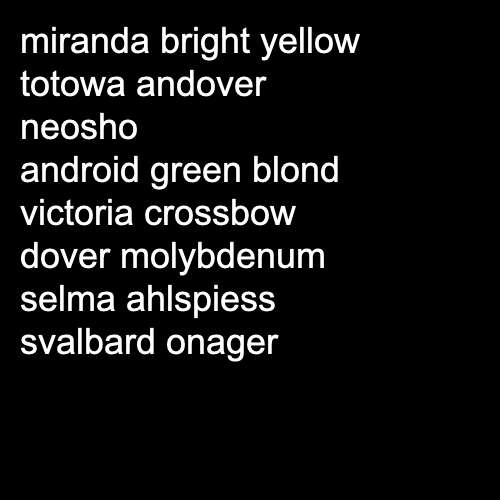 miranda bright yellow
totowa andover
neosho
android green blond
victoria crossbow
dover molybdenum
selma ahlspiess
svalbard onager